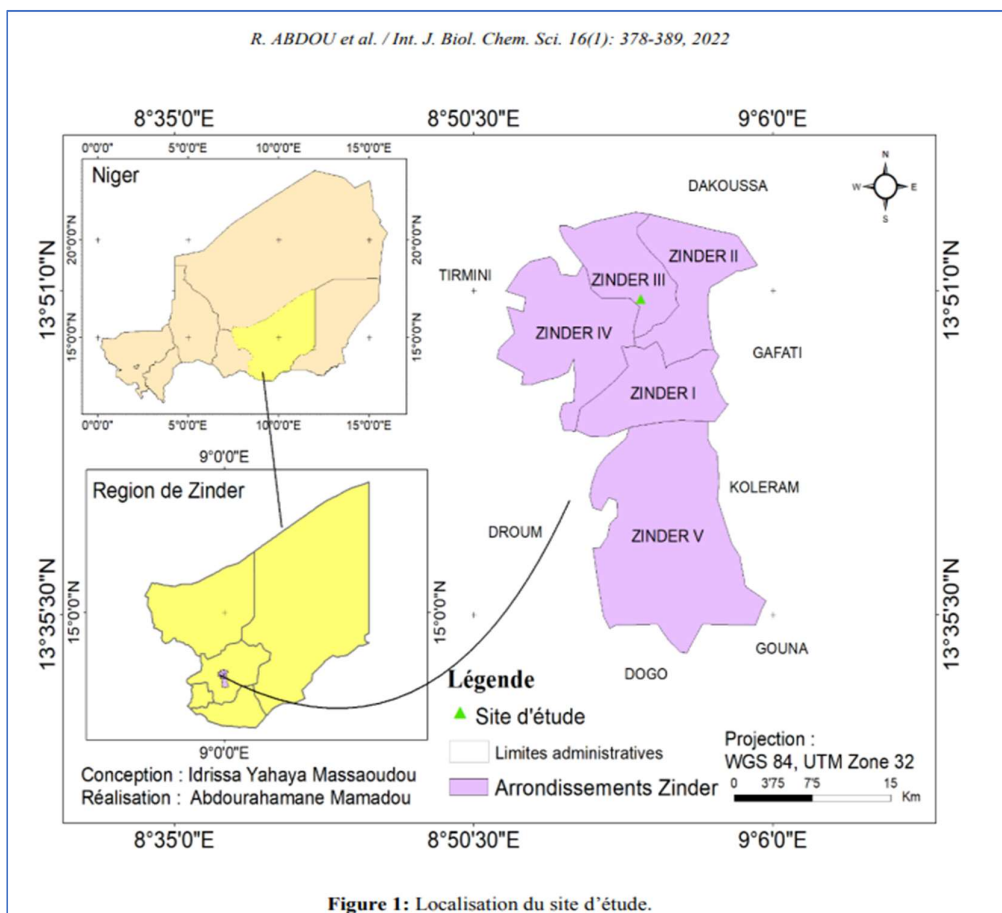 R. ABDOU et al. / Int. J. Biol. Chem. Sci. 16(1): 378-389, 2022
8°35'0"E 8°50'30"E 9°6'0"E
0°0'0" 5°0'0"E 10°0'0"E 15°0'0"E
Niger
20°0'0"N 20°0'0"N
15°0'0"N 15°0'0"N
0°0'0" 5°0'0"E 10°0'0"E 15°0'0"E
13°51'0"N 13°51'0"N
N
W E
S
DAKOUSSA
ZINDER II
TIRMINI
ZINDER III
ZINDER IV
GAFATI
ZINDER I
9°0'0"E
Region de Zinder
KOLERAM
DROUM
ZINDER V
13°35'30"N 15°0'0"N 15°0'0"N 13°35'30"N
GOUNA
DOGO
9°0'0"E
Légende
Site d'étude
Limites administratives
Arrondissements Zinder
Projection :
WGS 84, UTM Zone 32
0 375 75 15
Km
Conception : Idrissa Yahaya Massaoudou
Réalisation : Abdourahamane Mamadou
8°35'0"E 8°50'30"E 9°6'0"E
Figure 1: Localisation du site d'étude.